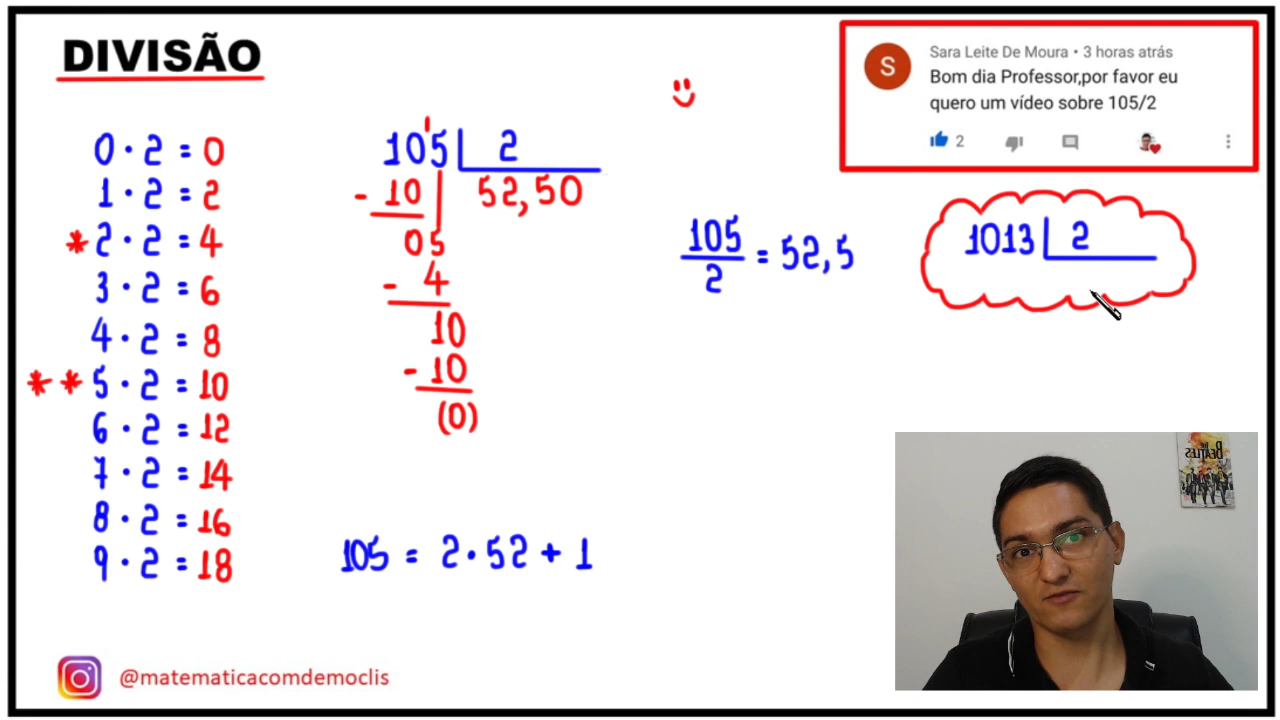 DIVISÃO
0 · 2 = 0
1 · 2 = 2
* 2 · 2 = 4
3 · 2 = 6
4 · 2 = 8
* * 5 · 2 = 10
6 · 2 = 12
7 · 2 = 14
8 · 2 = 16
9 · 2 = 18
1
105 2
- 10 52,50
05
- 4
10
- 10
(0)
105 = 2 · 52 + 1
105/2 = 52,5
S
Sara Leite De Moura • 3 horas atrás
Bom dia Professor,por favor eu
quero um vídeo sobre 105/2
2
1013 2
THE
BEATLES
@matematicacomdemoclis